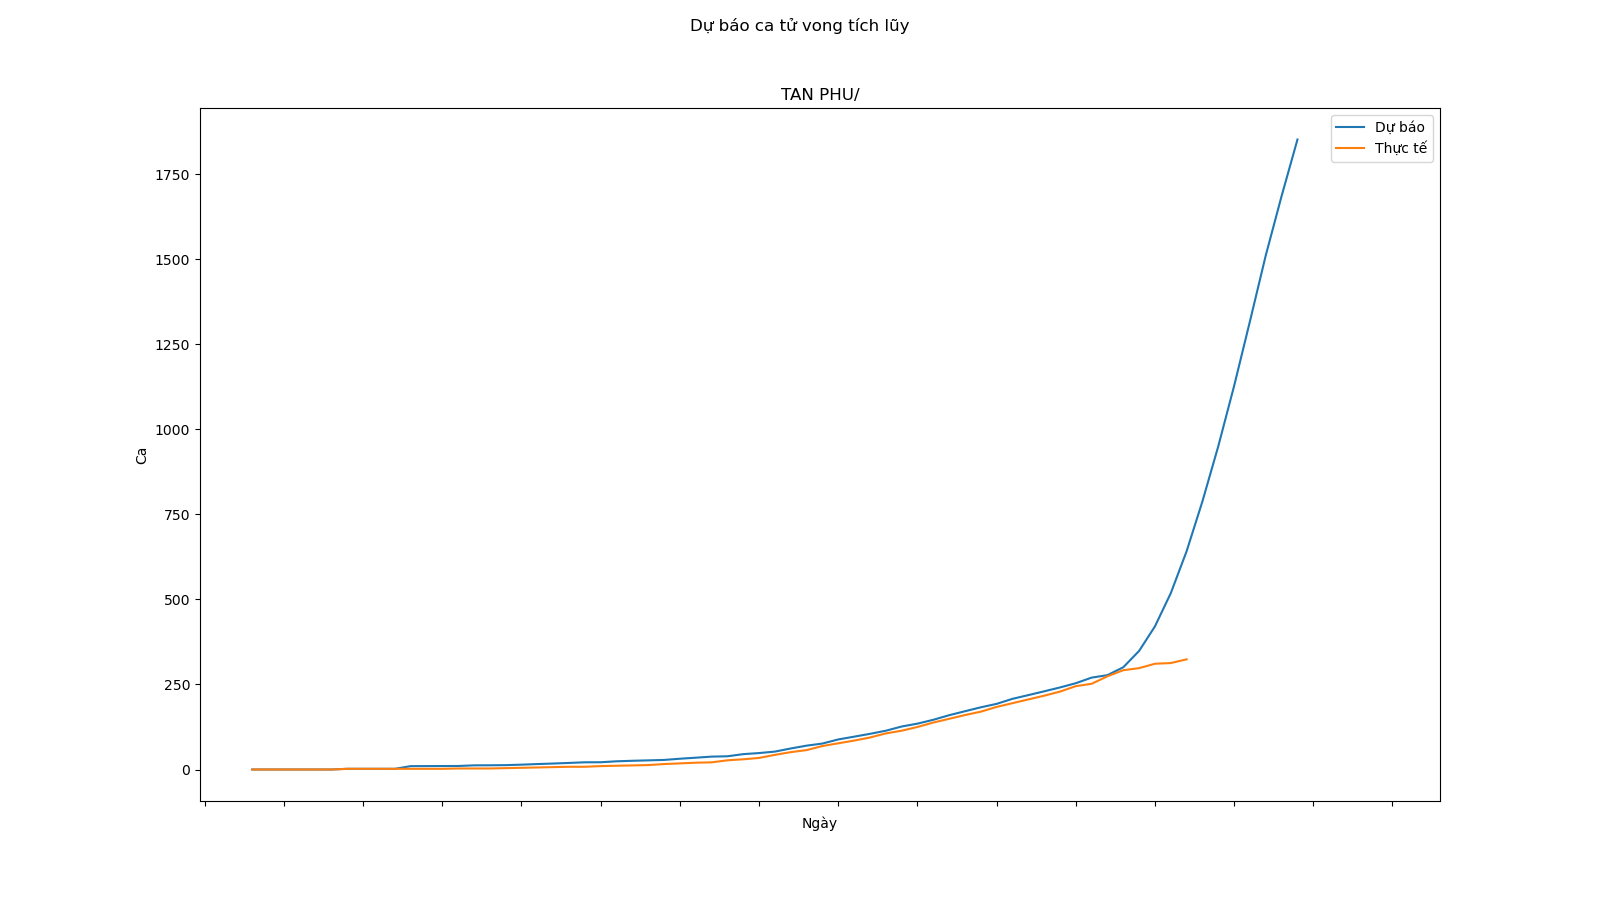 Dự báo ca tử vong tích lũy
TAN PHU/
Dự báo
Thực tế
1750
1500
1250
1000
750
500
250
0
Ca
Ngày